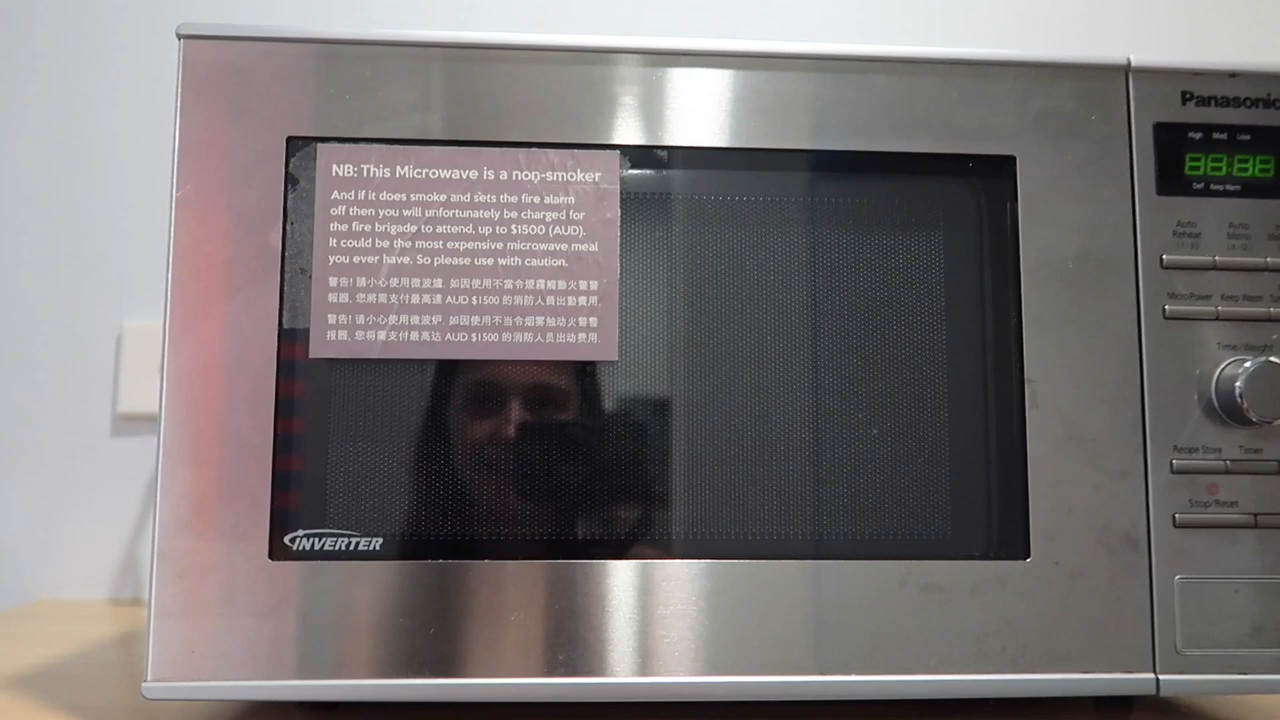 NB: This Microwave is a non-smoker
And if it does smoke and sets the fire alarm
off then you will unfortunately be charged for
the fire brigade to attend, up to $1500 (AUD).
It could be the most expensive microwave meal
you ever have. So please use with caution.
警告! 請小心使用微波爐. 如因使用不當令煙霧觸動火警警
報器, 您將需支付最高達 AUD $1500 的消防人員出動費用.
警告! 请小心使用微波炉. 如因使用不当令烟雾触动火警警
报器, 您将需支付最高达 AUD $1500 的消防人员出动费用.
INVERTER
Panasonic
High Med Low
88:88
Def Keep Warm
Auto Reheat
Auto Menu
Micro Power Keep Warm
Time/Weight
Recipe Store Timer
Stop/Reset